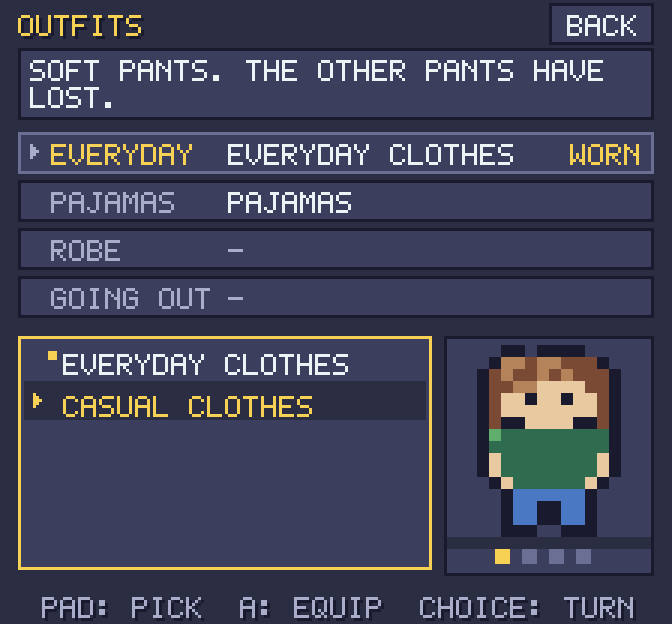 OUTFITS
BACK
SOFT PANTS. THE OTHER PANTS HAVE
LOST.
EVERYDAY EVERYDAY CLOTHES WORN
PAJAMAS PAJAMAS
ROBE -
GOING OUT -
EVERYDAY CLOTHES
CASUAL CLOTHES
PAD: PICK A: EQUIP CHOICE: TURN